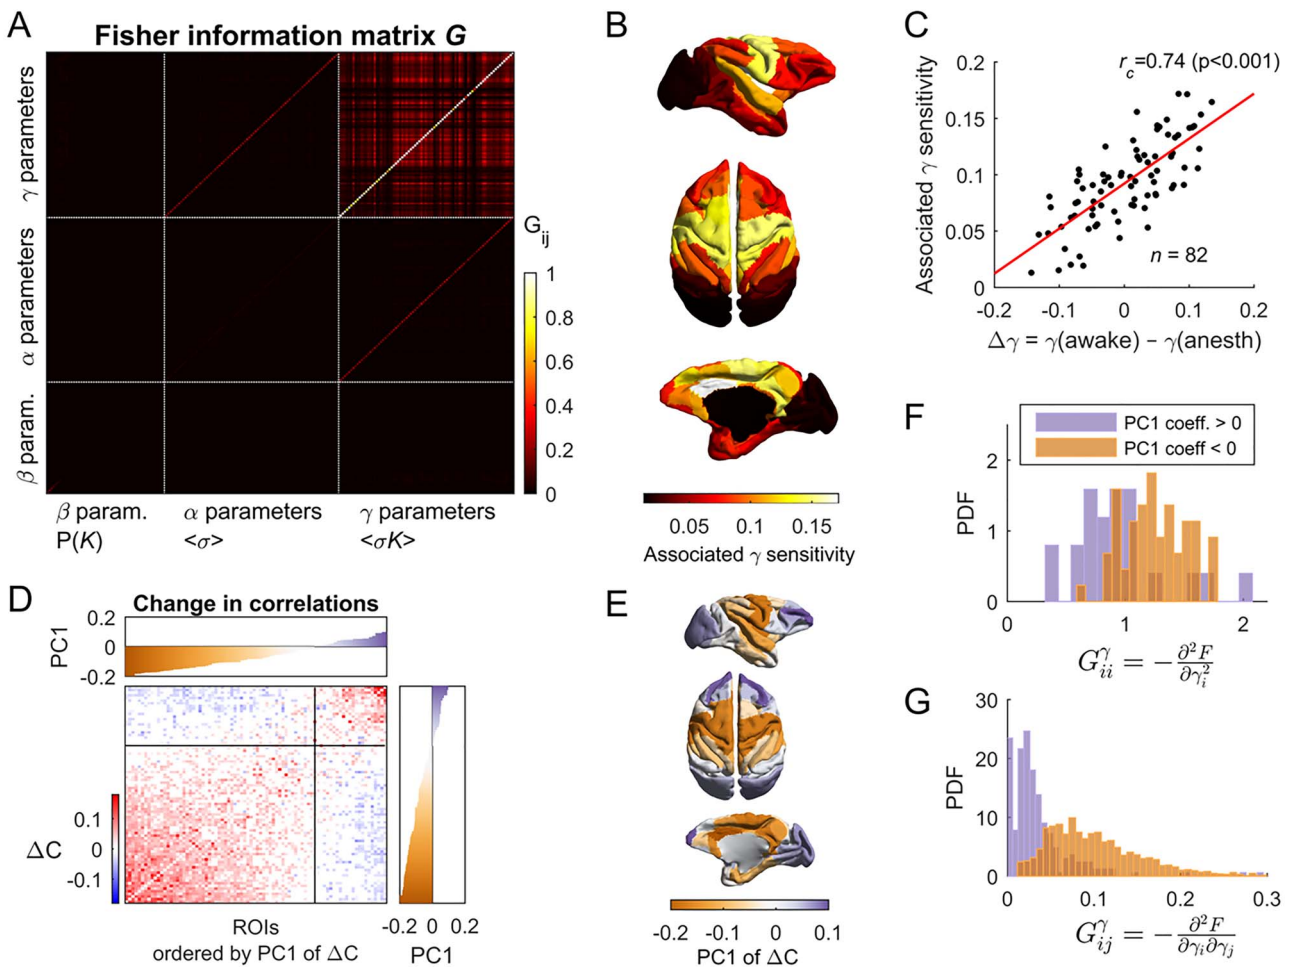 A
Fisher information matrix G
γ parameters
α parameters
β param.
β param.
P(K)
α parameters
<σ>
γ parameters
<σK>
G_ij
1
0.8
0.6
0.4
0.2
0
B
0.05 0.1 0.15
Associated γ sensitivity
C
Associated γ sensitivity
0.2
0.15
0.1
0.05
0
r_c=0.74 (p<0.001)
n = 82
-0.2 -0.1 0 0.1 0.2
Δγ = γ(awake) − γ(anesth)
D
Change in correlations
PC1
0.2
0
-0.2
ΔC
0.1
0
-0.1
ROIs
ordered by PC1 of ΔC
-0.2 0 0.2
PC1
E
-0.2 -0.1 0 0.1
PC1 of ΔC
F
PC1 coeff. > 0
PC1 coeff < 0
PDF
2
1
0
0 1 2
G^γ_ii = −∂²F/∂γ_i²
G
PDF
30
20
10
0
0 0.1 0.2 0.3
G^γ_ij = −∂²F/∂γ_i∂γ_j